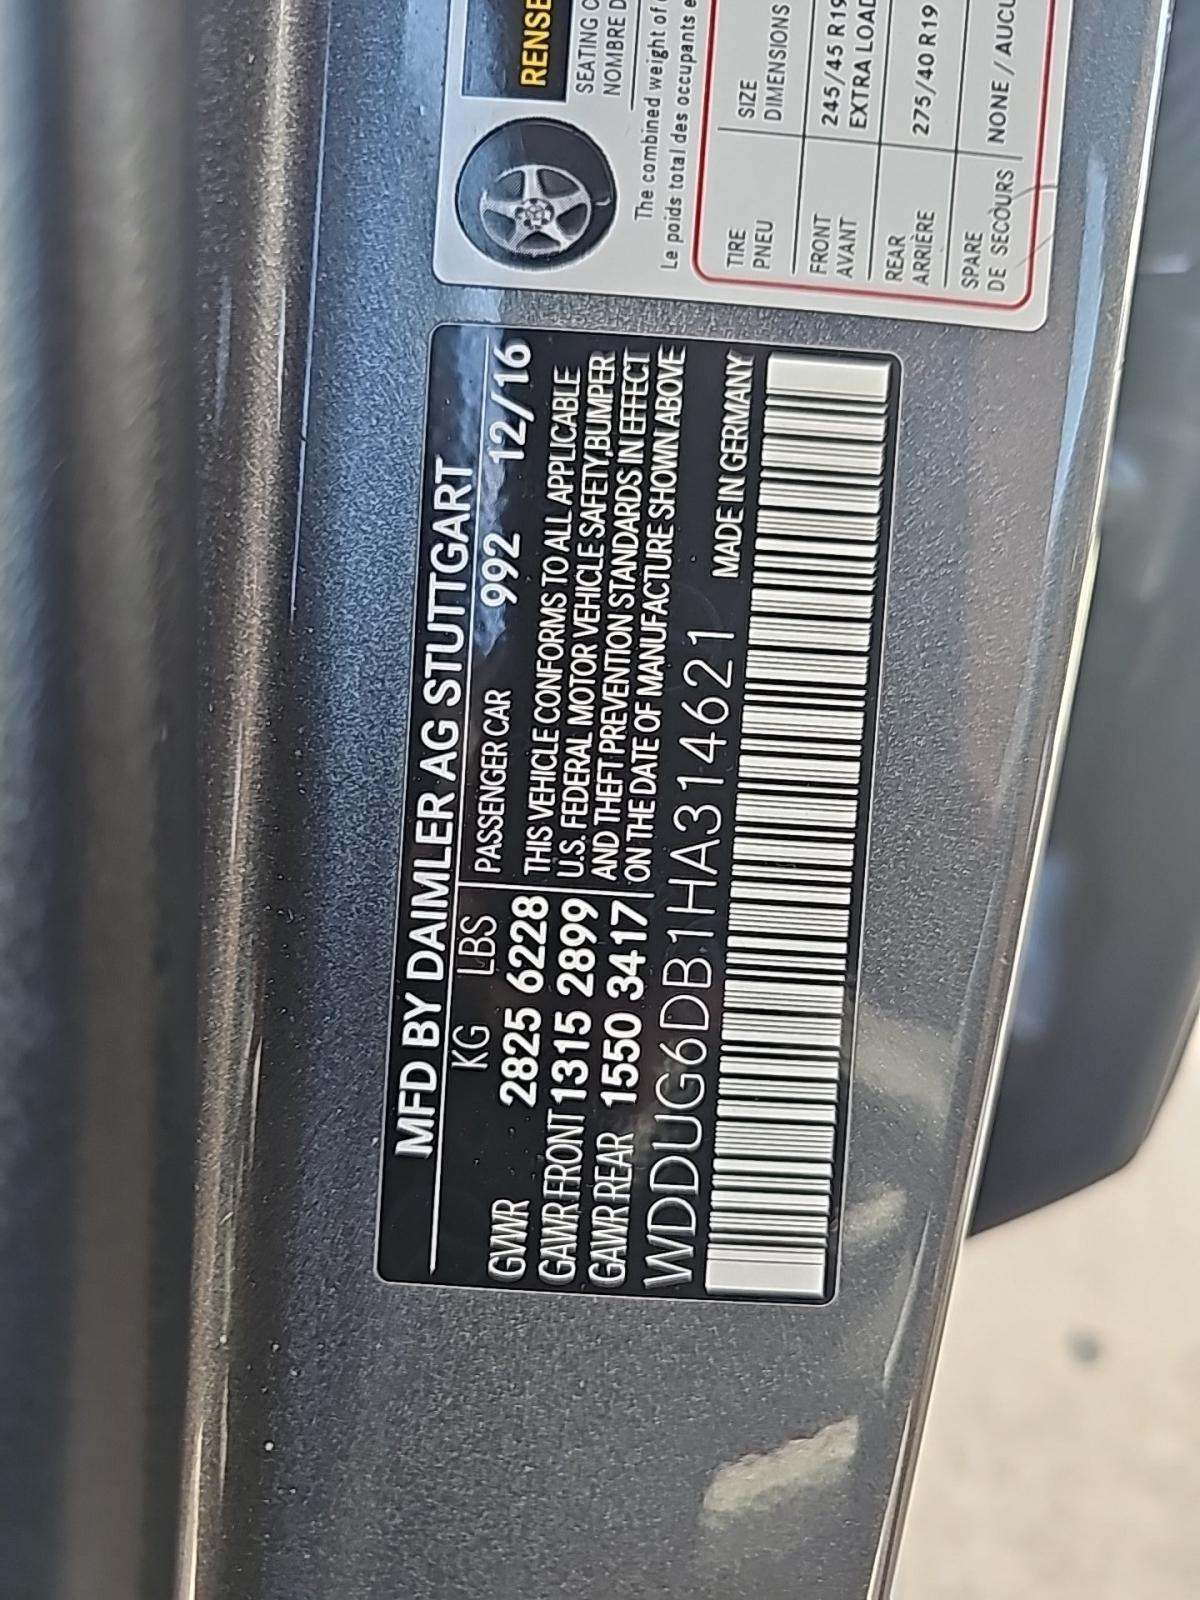 MFD BY DAIMLER AG STUTTGART
KG LBS PASSENGER CAR 992 12/16
GVWR 2825 6228
GAWR FRONT 1315 2899
GAWR REAR 1550 3417
THIS VEHICLE CONFORMS TO ALL APPLICABLE
U.S. FEDERAL MOTOR VEHICLE SAFETY,BUMPER
AND THEFT PREVENTION STANDARDS IN EFFECT
ON THE DATE OF MANUFACTURE SHOWN ABOVE
WDDUG6DB1HA314621 MADE IN GERMANY
SEATING
NOMBRE
The combined weight of
Le poids total des occupants
TIRE SIZE
PNEU DIMENSIONS
FRONT 245/45 R19
AVANT EXTRA LOAD
REAR 275/40 R19
ARRIÈRE
SPARE
DE SECOURS NONE //